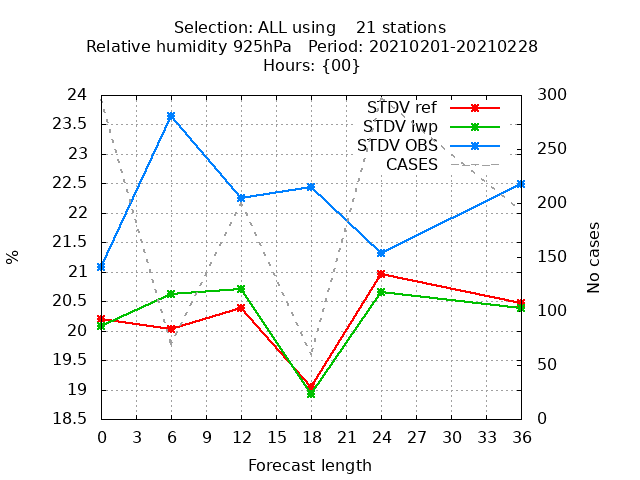 Selection: ALL using    21 stations
Relative humidity 925hPa   Period: 20210201-20210228
Hours: {00}
STDV ref
STDV lwp
STDV OBS
CASES
24
23.5
23
22.5
22
21.5
21
20.5
20
19.5
19
18.5
%
300
250
200
150
100
50
0
No cases
0 3 6 9 12 15 18 21 24 27 30 33 36
Forecast length